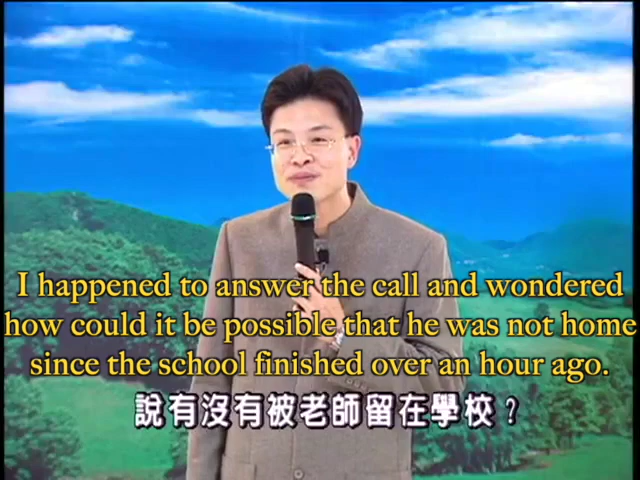 I happened to answer the call and wondered
how could it be possible that he was not home
since the school finished over an hour ago.
說有沒有被老師留在學校?